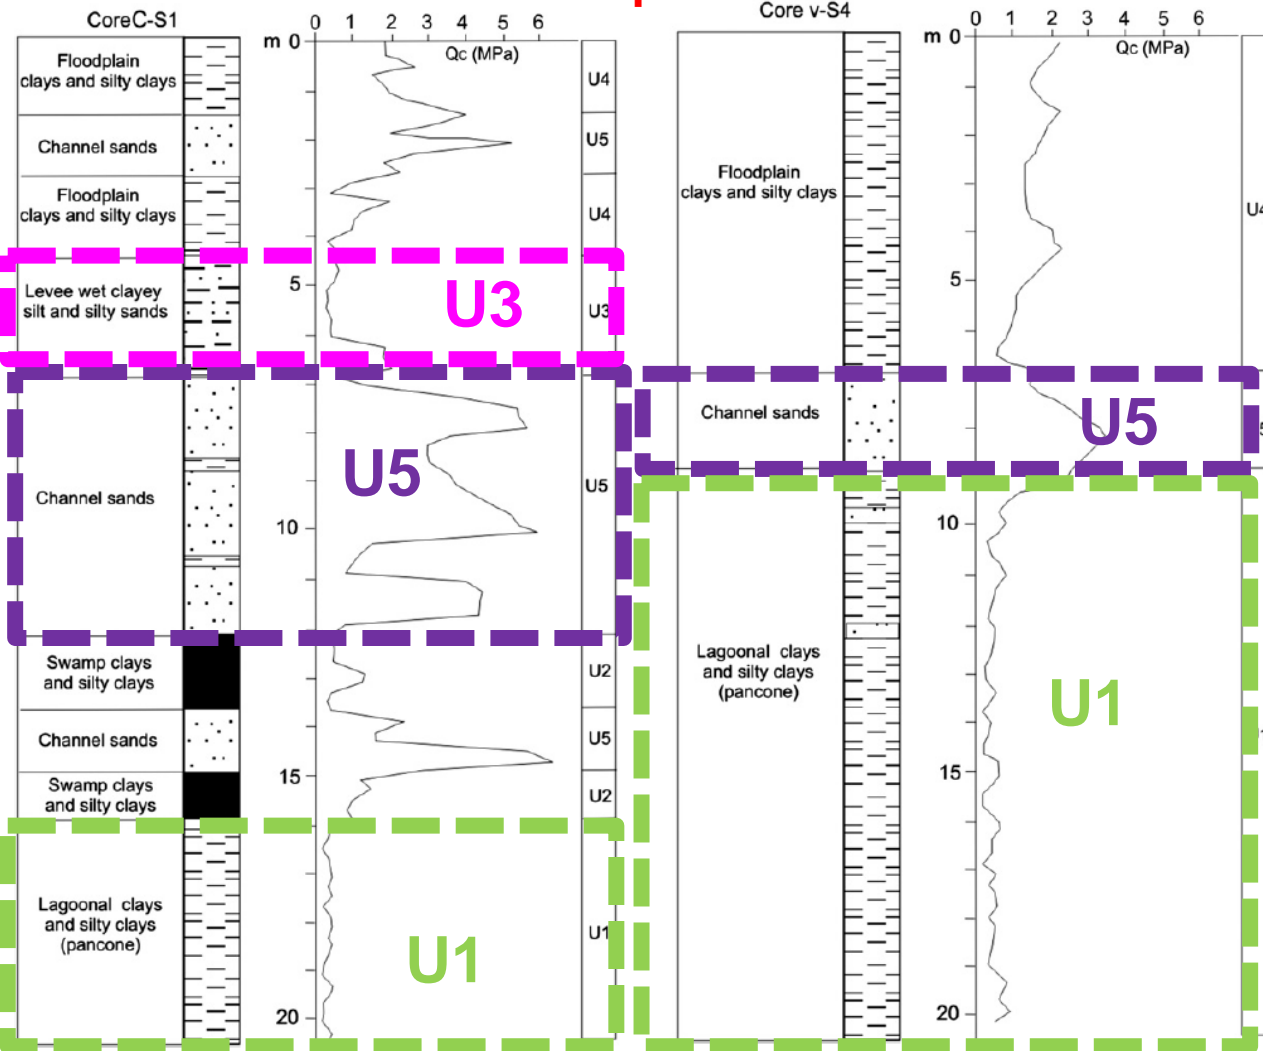 CoreC-S1
0 1 2 3 4 5 6
m 0
Qc (MPa)
Floodplain
clays and silty clays
U4
Channel sands
U5
Floodplain
clays and silty clays
U4
5
Levee wet clayey
silt and silty sands
U3
U3
Channel sands
U5
U5
10
Swamp clays
and silty clays
U2
Channel sands
U5
15
Swamp clays
and silty clays
U2
Lagoonal clays
and silty clays
(pancone)
U1
U1
20
Core v-S4
0 1 2 3 4 5 6
m 0
Qc (MPa)
Floodplain
clays and silty clays
U4
5
Channel sands
U5
10
Lagoonal clays
and silty clays
(pancone)
U1
15
20